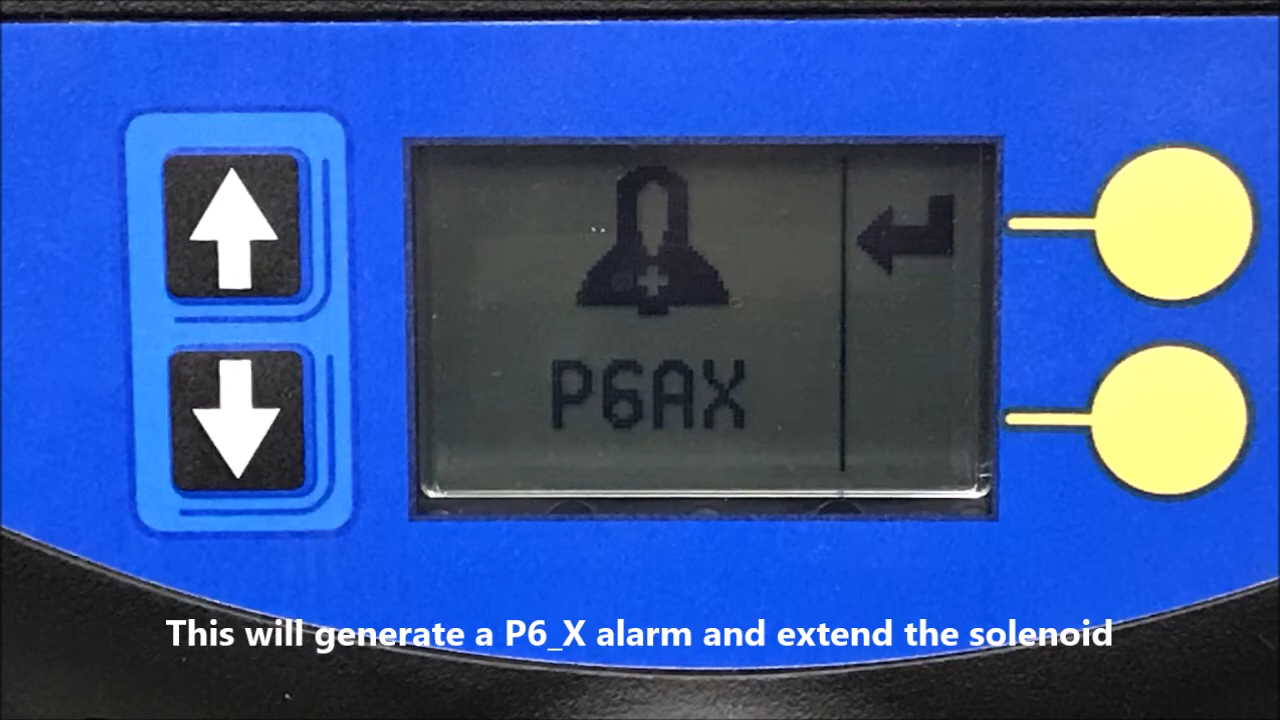 P6AX
This will generate a P6_X alarm and extend the solenoid